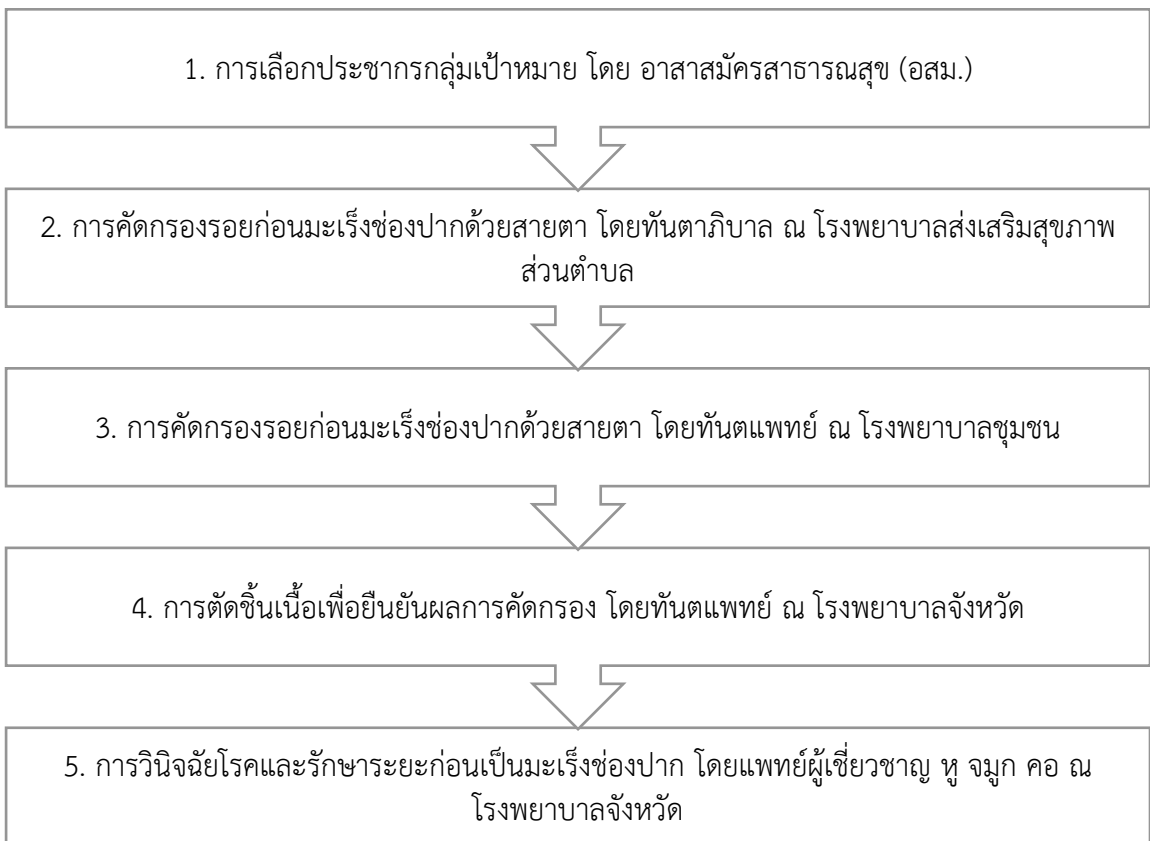 1. การเลือกประชากรกลุ่มเป้าหมาย โดย อาสาสมัครสาธารณสุข (อสม.)
2. การคัดกรองรอยก่อนมะเร็งช่องปากด้วยสายตา โดยทันตาภิบาล ณ โรงพยาบาลส่งเสริมสุขภาพ
ส่วนตำบล
3. การคัดกรองรอยก่อนมะเร็งช่องปากด้วยสายตา โดยทันตแพทย์ ณ โรงพยาบาลชุมชน
4. การตัดชิ้นเนื้อเพื่อยืนยันผลการคัดกรอง โดยทันตแพทย์ ณ โรงพยาบาลจังหวัด
5. การวินิจฉัยโรคและรักษาระยะก่อนเป็นมะเร็งช่องปาก โดยแพทย์ผู้เชี่ยวชาญ หู จมูก คอ ณ
โรงพยาบาลจังหวัด